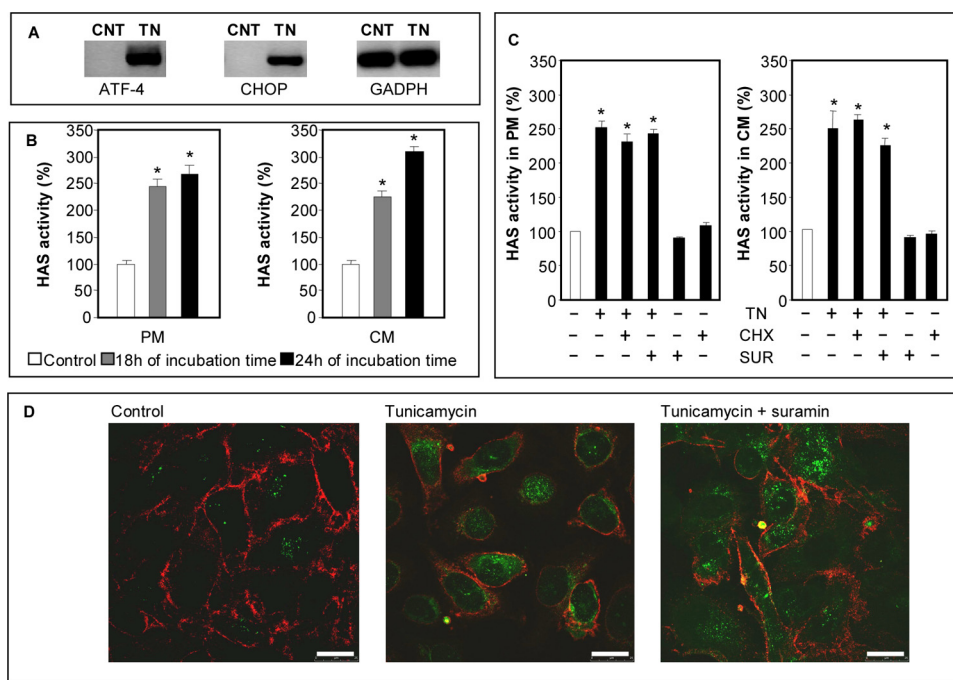 A
CNT TN
CNT TN
CNT TN
ATF-4
CHOP
GADPH
B
HAS activity (%)
350
300
250
200
150
100
50
0
* *
PM
HAS activity (%)
350
300
250
200
150
100
50
0
* *
CM
Control 18h of incubation time 24h of incubation time
C
HAS activity in PM (%)
350
300
250
200
150
100
50
0
* * *
HAS activity in CM (%)
350
300
250
200
150
100
50
0
* * *
− + + + − − TN − + + + − −
− − + − − + CHX − − + − − +
− − − + + − SUR − − − + + −
D
Control
Tunicamycin
Tunicamycin + suramin